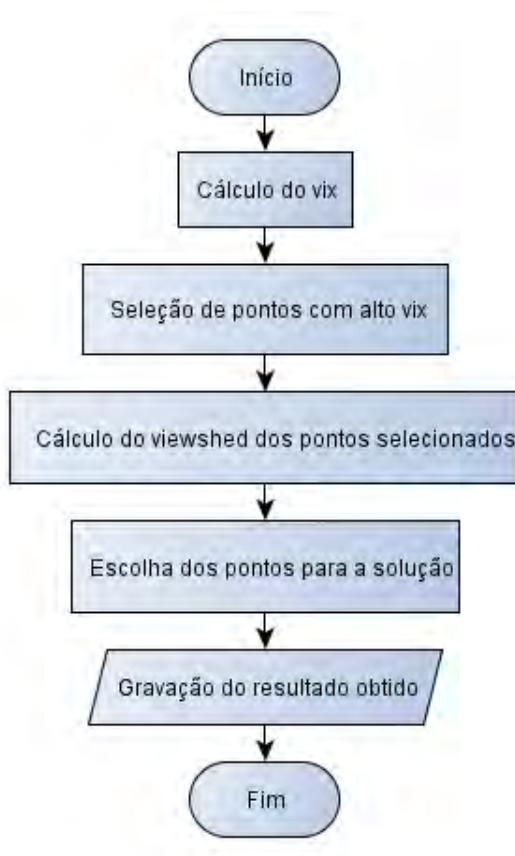 Início
Cálculo do vix
Seleção de pontos com alto vix
Cálculo do viewshed dos pontos selecionados
Escolha dos pontos para a solução
Gravação do resultado obtido
Fim